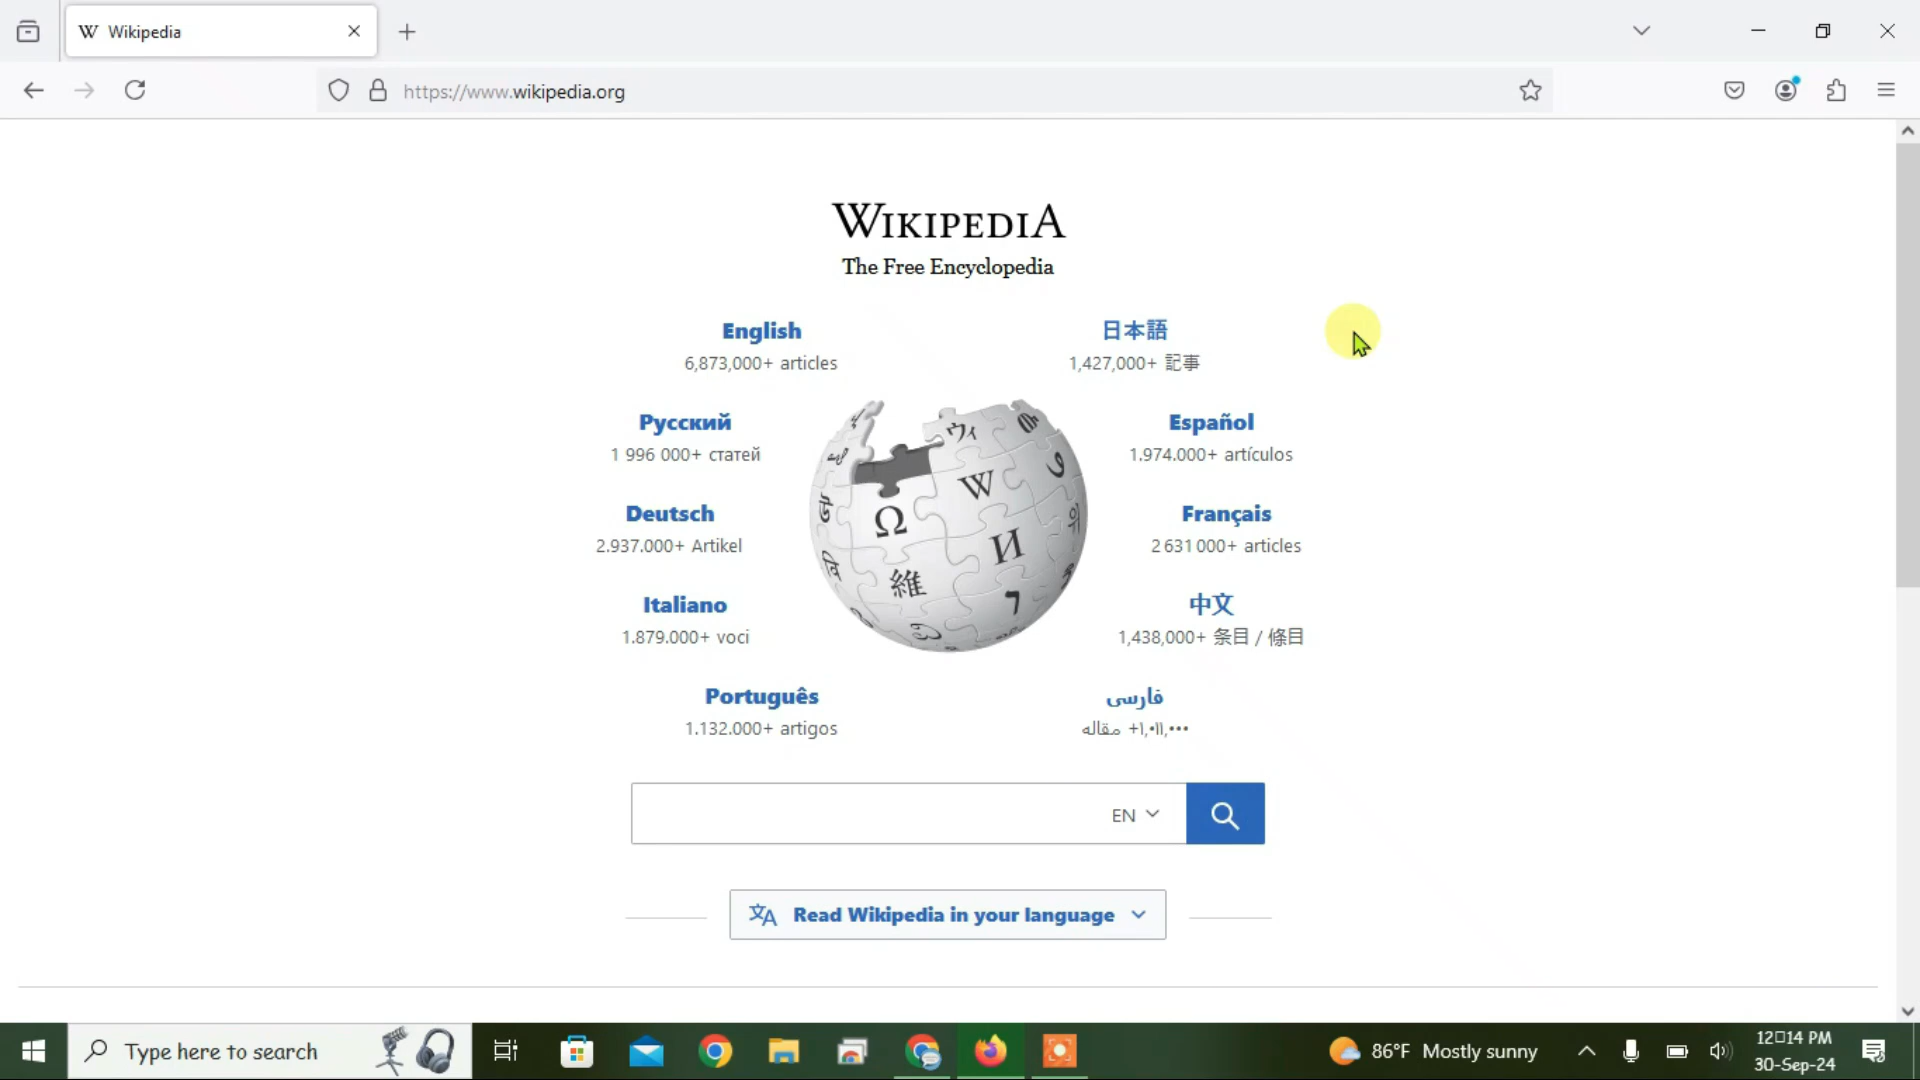 Wikipedia
https://www.wikipedia.org
WIKIPEDIA
The Free Encyclopedia
English
6,873,000+ articles
日本語
1,427,000+ 記事
Русский
1 996 000+ статей
Español
1.974.000+ artículos
Deutsch
2.937.000+ Artikel
Français
2 631 000+ articles
Italiano
1.879.000+ voci
中文
1,438,000+ 条目 / 條目
Português
1.132.000+ artigos
فارسی
۱٬۰۱۱٬۰۰۰+ مقاله
Ω
W
ウィ
И
維
EN
Read Wikipedia in your language
Type here to search
86°F Mostly sunny
12□14 PM
30-Sep-24